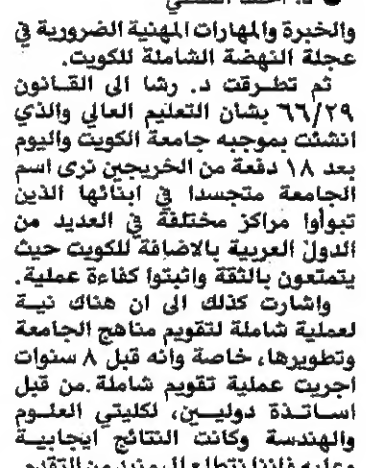 والخبرة والمهارات المهنية الضرورية في
عجلة النهضة الشاملة للكويت.
ثم تطرقت د. رشا الى القانون
٦٦/٢٩ بشأن التعليم العالي والذي
انشئت بموجبه جامعة الكويت واليوم
بعد ١٨ دفعة من الخريجين نرى اسم
الجامعة متجسدا في ابنائها الذين
تبوأوا مراكز مختلفة في العديد من
الدول العربية بالاضافة للكويت حيث
يتمتعون بالثقة واثبتوا كفاءة عملية.
واشارت كذلك الى ان هناك نية
لعملية شاملة لتقويم مناهج الجامعة
وتطويرها، خاصة وانه قبل ٨ سنوات
اجريت عملية تقويم شاملة من قبل
اساتذة دوليين، لكليتي العلوم
والهندسة وكانت النتائج ايجابية